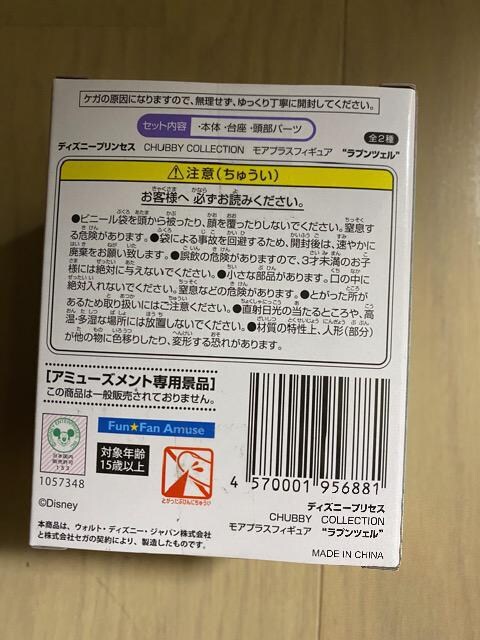 ケガの原因になりますので、無理せず、ゆっくり丁寧に開封してください。
セット内容 ・本体・台座・頭部パーツ
全2種
ディズニープリンセス CHUBBY COLLECTION モアプラスフィギュア “ラプンツェル”
注意(ちゅうい)
お客様へ 必ずお読みください。
●ビニール袋を頭から被ったり、顔を覆ったりしないでください。窒息す
る危険があります。●袋による事故を回避するため、開封後は、速やかに
廃棄をお願い致します。●誤飲の危険がありますので、3才未満のお子
様には絶対に与えないでください。●小さな部品があります。口の中に
絶対入れないでください。窒息などの危険があります。●とがった所が
あるため取り扱いにはご注意ください。●直射日光の当たるところや、高
温・多湿な場所には放置しないでください。●材質の特性上、人形(部分)
が他の物に色移りしたり、変形する恐れがあります。
[アミューズメント専用景品]
この商品は一般販売されておりません。
Fun★Fan Amuse
対象年齢
15歳以上
とがったぶひんにちゅうい
日本国内
販売許可
133
1057348
4 570001 956881
©Disney
ディズニープリンセス
CHUBBY COLLECTION
モアプラスフィギュア “ラプンツェル”
本商品は、ウォルト・ディズニー・ジャパン株式会社
と株式会社セガの契約により、製造したものです。
MADE IN CHINA